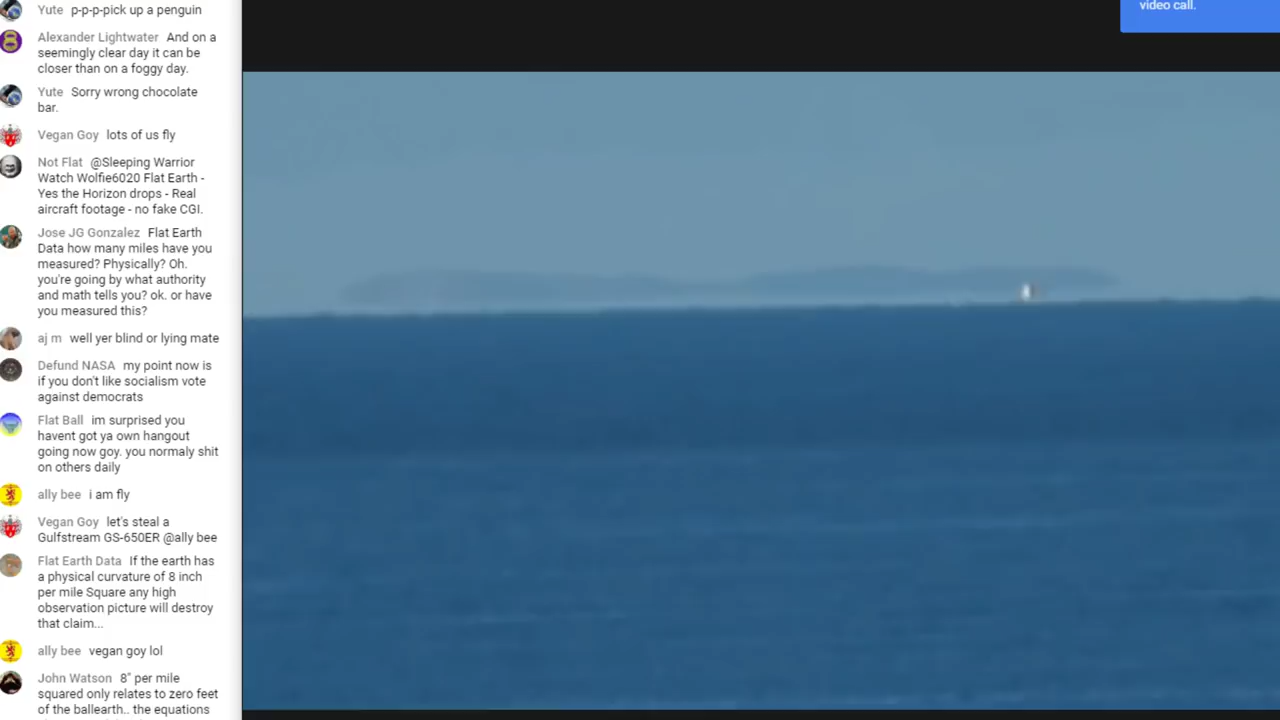 Yute p-p-p-pick up a penguin
Alexander Lightwater And on a
seemingly clear day it can be
closer than on a foggy day.
Yute Sorry wrong chocolate
bar.
Vegan Goy lots of us fly
Not Flat @Sleeping Warrior
Watch Wolfie6020 Flat Earth -
Yes the Horizon drops - Real
aircraft footage - no fake CGI.
Jose JG Gonzalez Flat Earth
Data how many miles have you
measured? Physically? Oh.
you're going by what authority
and math tells you? ok. or have
you measured this?
aj m well yer blind or lying mate
Defund NASA my point now is
if you don't like socialism vote
against democrats
Flat Ball im surprised you
havent got ya own hangout
going now goy. you normaly shit
on others daily
ally bee i am fly
Vegan Goy let's steal a
Gulfstream GS-650ER @ally bee
Flat Earth Data If the earth has
a physical curvature of 8 inch
per mile Square any high
observation picture will destroy
that claim...
ally bee vegan goy lol
John Watson 8" per mile
squared only relates to zero feet
of the ballearth.. the equations
video call.